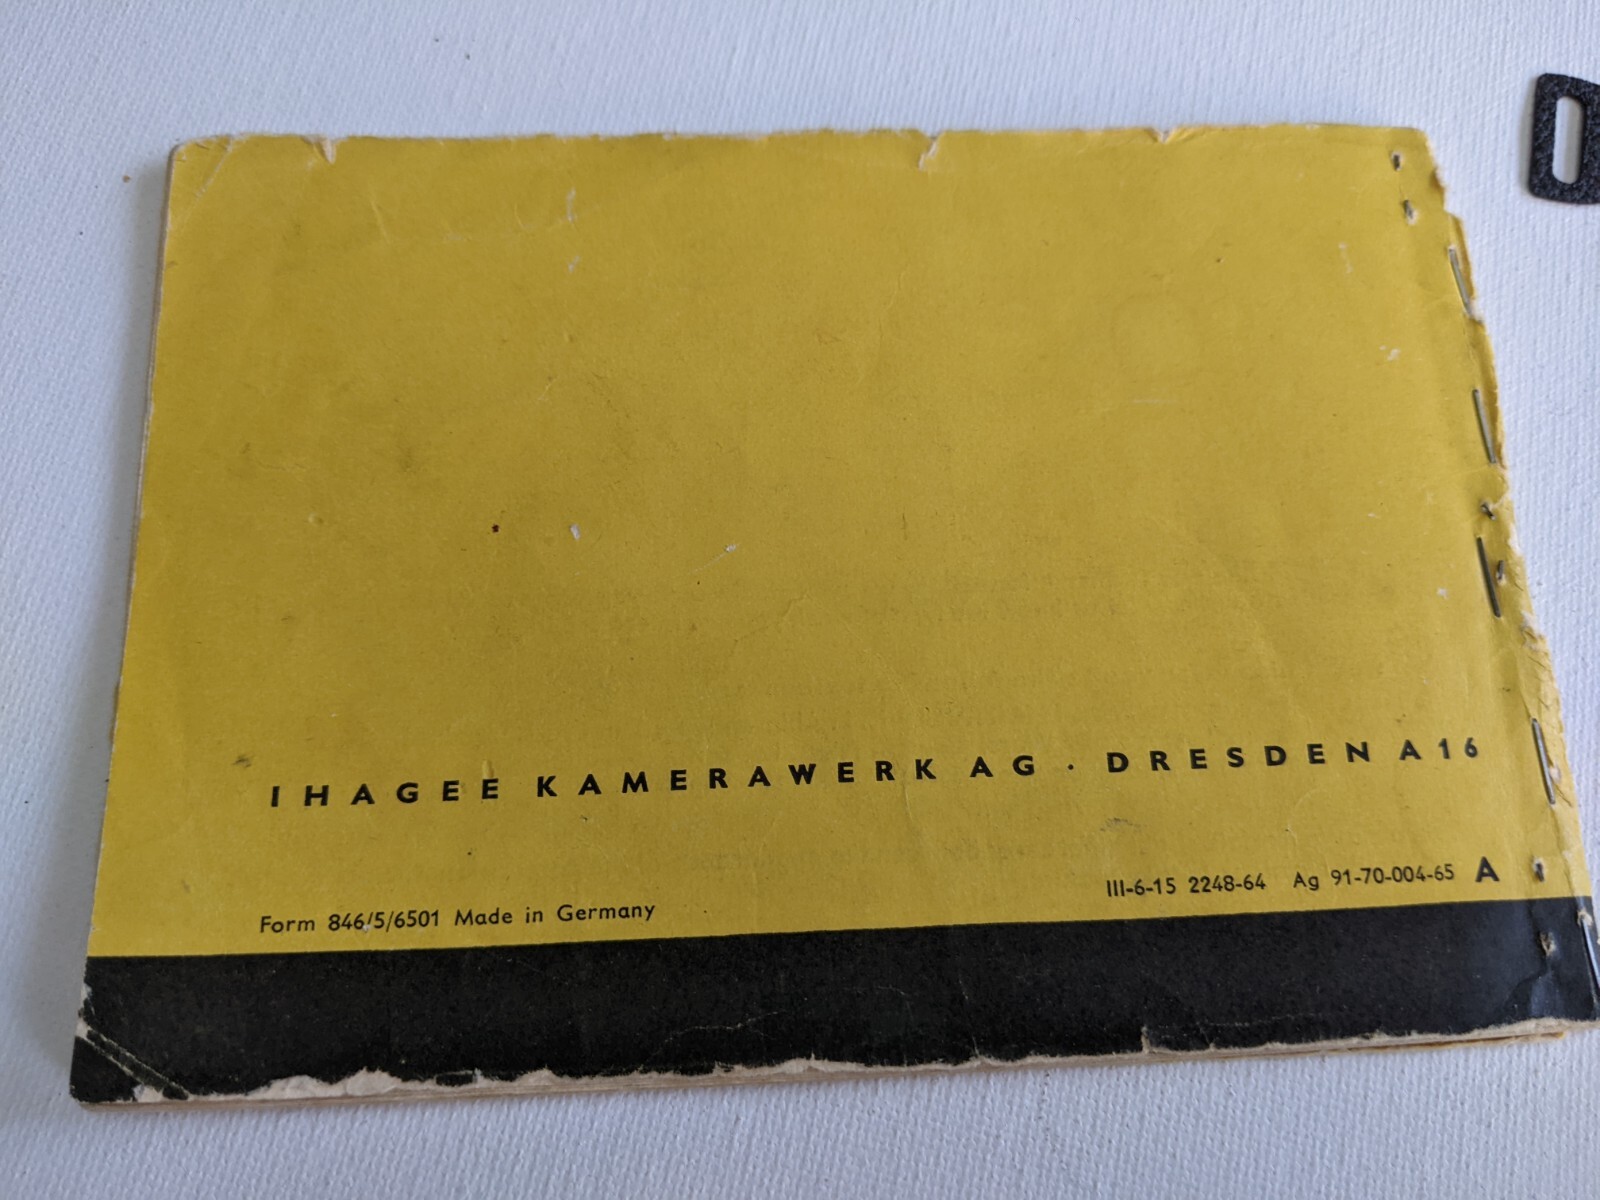 IHAGEE KAMERAWERK AG · DRESDEN A 16
Form 846/5/6501 Made in Germany
III-6-15 2248-64 Ag 91-70-004-65 A